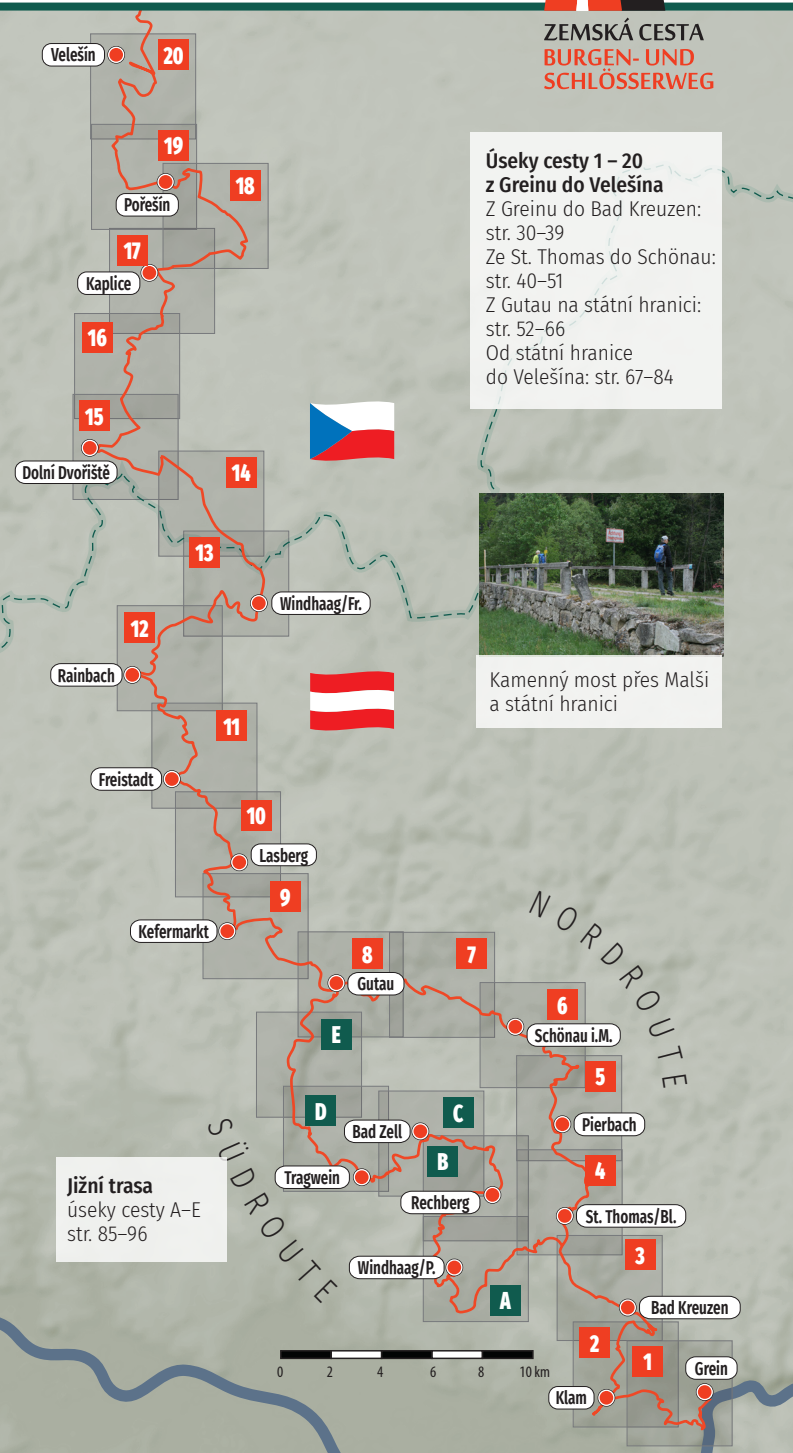 ZEMSKÁ CESTA
BURGEN- UND
SCHLÖSSERWEG
Úseky cesty 1 – 20
z Greinu do Velešína
Z Greinu do Bad Kreuzen:
str. 30–39
Ze St. Thomas do Schönau:
str. 40–51
Z Gutau na státní hranici:
str. 52–66
Od státní hranice
do Velešína: str. 67–84
Kamenný most přes Malši
a státní hranici
Velešín
20
19
Pořešín
18
17
Kaplice
16
15
Dolní Dvořiště
14
13
Windhaag/Fr.
12
Rainbach
11
Freistadt
10
Lasberg
9
Kefermarkt
NORDROUTE
8
7
Gutau
6
Schönau i.M.
E
5
D
C
Pierbach
Bad Zell
B
4
Tragwein
Rechberg
St. Thomas/Bl.
SÜDROUTE
Jižní trasa
úseky cesty A–E
str. 85–96
3
Windhaag/P.
A
Bad Kreuzen
2
1
Grein
Klam
0 2 4 6 8 10 km